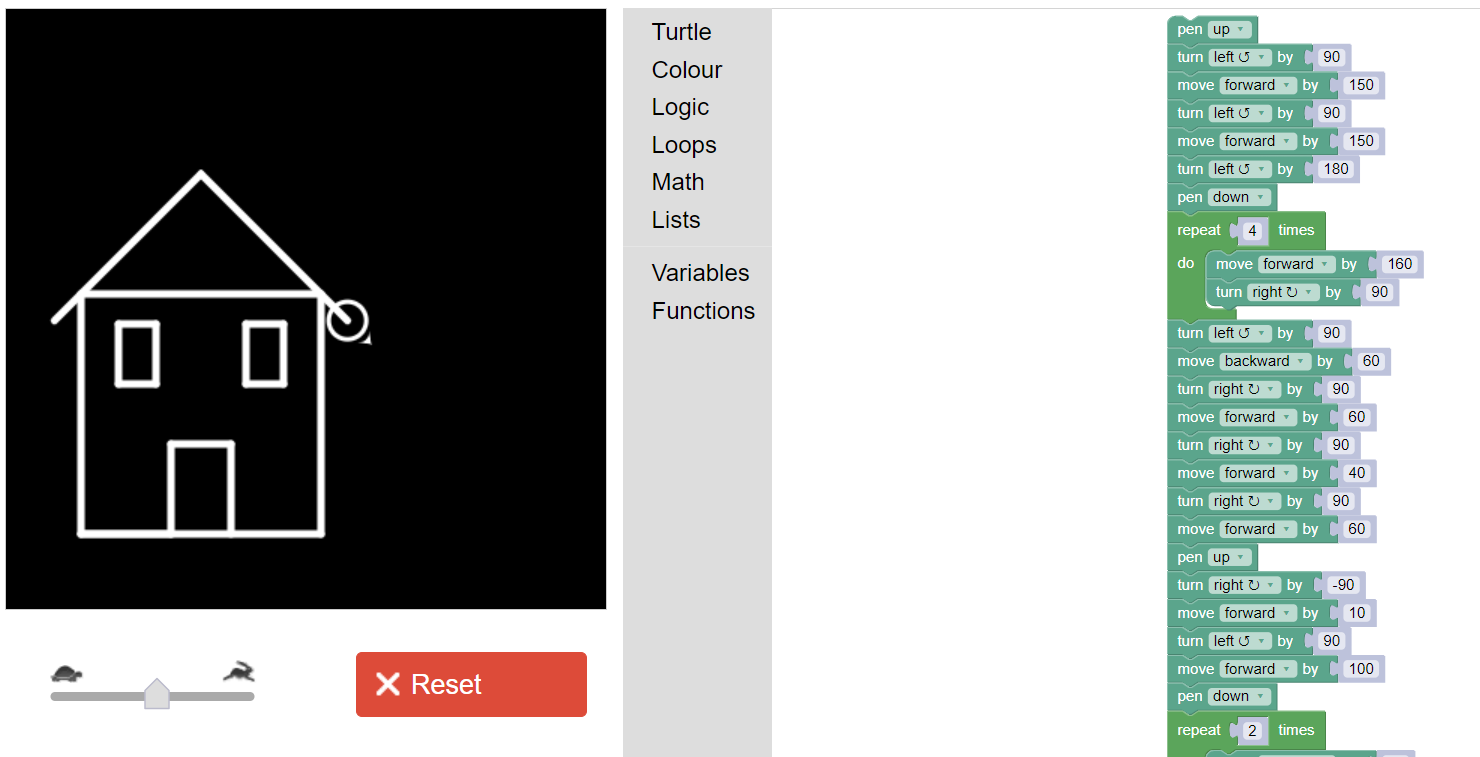 Reset
Turtle
Colour
Logic
Loops
Math
Lists
Variables
Functions
pen up
turn left ↺ by 90
move forward by 150
turn left ↺ by 90
move forward by 150
turn left ↺ by 180
pen down
repeat 4 times
do move forward by 160
turn right ↻ by 90
turn left ↺ by 90
move backward by 60
turn right ↻ by 90
move forward by 60
turn right ↻ by 90
move forward by 40
turn right ↻ by 90
move forward by 60
pen up
turn right ↻ by -90
move forward by 10
turn left ↺ by 90
move forward by 100
pen down
repeat 2 times